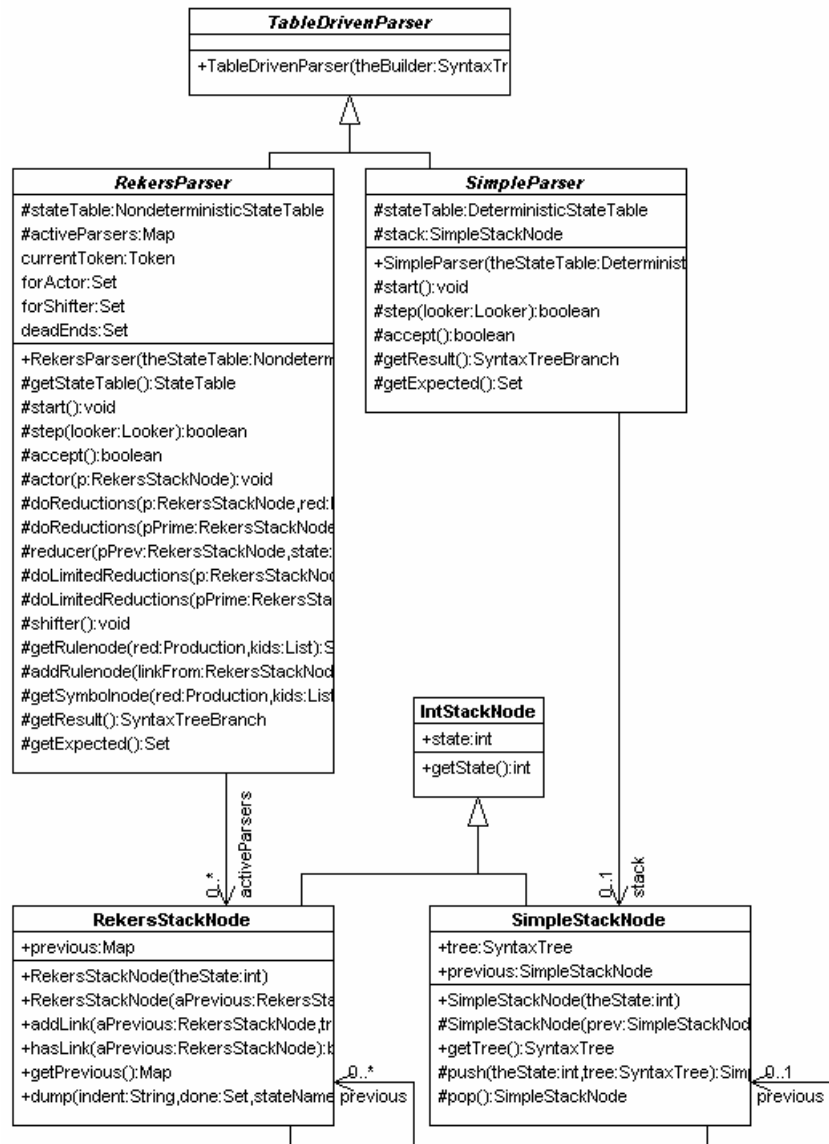 TableDrivenParser
+TableDrivenParser(theBuilder:SyntaxTr
RekersParser
#stateTable:NondeterministicStateTable
#activeParsers:Map
currentToken:Token
forActor:Set
forShifter:Set
deadEnds:Set
+RekersParser(theStateTable:Nondeterm
#getStateTable():StateTable
#start():void
#step(looker:Looker):boolean
#accept():boolean
#actor(p:RekersStackNode):void
#doReductions(p:RekersStackNode,red:
#doReductions(pPrime:RekersStackNode
#reducer(pPrev:RekersStackNode,state:
#doLimitedReductions(p:RekersStackNod
#doLimitedReductions(pPrime:RekersSta
#shifter():void
#getRulenode(red:Production,kids:List):S
#addRulenode(linkFrom:RekersStackNod
#getSymbolnode(red:Production,kids:List
#getResult():SyntaxTreeBranch
#getExpected():Set
SimpleParser
#stateTable:DeterministicStateTable
#stack:SimpleStackNode
+SimpleParser(theStateTable:Determinist
#start():void
#step(looker:Looker):boolean
#accept():boolean
#getResult():SyntaxTreeBranch
#getExpected():Set
IntStackNode
+state:int
+getState():int
0..*
activeParsers
0..1
stack
RekersStackNode
+previous:Map
+RekersStackNode(theState:int)
+RekersStackNode(aPrevious:RekersSta
+addLink(aPrevious:RekersStackNode,tr
+hasLink(aPrevious:RekersStackNode):b
+getPrevious():Map
+dump(indent:String,done:Set,stateName
0..*
previous
SimpleStackNode
+tree:SyntaxTree
+previous:SimpleStackNode
+SimpleStackNode(theState:int)
#SimpleStackNode(prev:SimpleStackNod
+getTree():SyntaxTree
#push(theState:int,tree:SyntaxTree):Sim
#pop():SimpleStackNode
0..1
previous